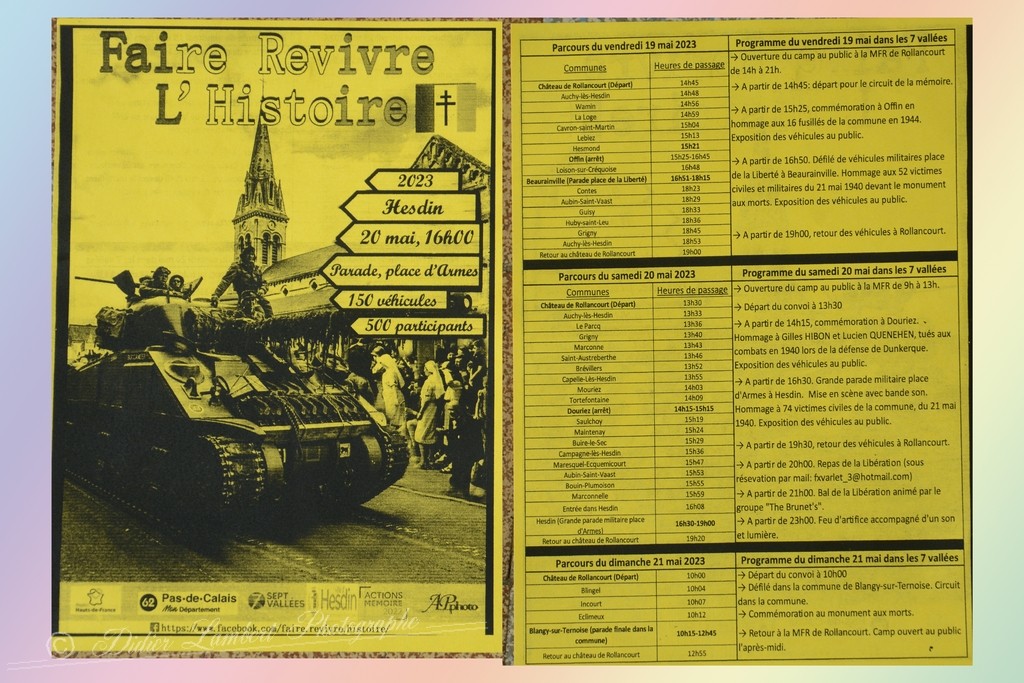 Faire Revivre
L'Histoire
2023
Hesdin
20 mai, 16h00
Parade, place d'Armes
150 véhicules
500 participants
Hauts-de-France
62 Pas-de-Calais
Mon Département
7 SEPT
VALLÉES
Hesdin
ACTIONS
MÉMOIRE
AP photo
https://www.facebook.com/faire.revivre.histoire/
© Didier Lambert Photographe
Parcours du vendredi 19 mai 2023
Communes Heures de passage
Château de Rollancourt (Départ) 14h45
Auchy-lès-Hesdin 14h48
Wamin 14h56
La Loge 14h59
Cavron-saint-Martin 15h04
Lebiez 15h13
Hesmond 15h21
Offin (arrêt) 15h25-16h45
Loison-sur-Créquoise 16h48
Beaurainville (Parade place de la Liberté) 16h51-18h15
Contes 18h23
Aubin-Saint-Vaast 18h29
Guisy 18h33
Huby-saint-Leu 18h36
Grigny 18h45
Auchy-lès-Hesdin 18h53
Retour au château de Rollancourt 19h00
Programme du vendredi 19 mai dans les 7 vallées
→ Ouverture du camp au public à la MFR de Rollancourt
de 14h à 21h.
→ A partir de 14h45: départ pour le circuit de la mémoire.
→ A partir de 15h25, commémoration à Offin en
hommage aux 16 fusillés de la commune en 1944.
Exposition des véhicules au public.
→ A partir de 16h50. Défilé de véhicules militaires place
de la Liberté à Beaurainville. Hommage aux 52 victimes
civiles et militaires du 21 mai 1940 devant le monument
aux morts. Exposition des véhicules au public.
→ A partir de 19h00, retour des véhicules à Rollancourt.
Parcours du samedi 20 mai 2023
Communes Heures de passage
Château de Rollancourt (Départ) 13h30
Auchy-lès-Hesdin 13h33
Le Parcq 13h36
Grigny 13h40
Marconne 13h43
Saint-Austreberthe 13h46
Brévillers 13h52
Capelle-Lès-Hesdin 13h55
Mouriez 14h03
Tortefontaine 14h09
Douriez (arrêt) 14h15-15h15
Saulchoy 15h19
Maintenay 15h24
Buire-le-Sec 15h29
Campagne-lès-Hesdin 15h36
Maresquel-Ecquemicourt 15h47
Aubin-Saint-Vaast 15h53
Bouin-Plumoison 15h55
Marconnelle 15h59
Entrée dans Hesdin 16h08
Hesdin (Grande parade militaire place
d'Armes) 16h30-19h00
Retour au château de Rollancourt 19h20
Programme du samedi 20 mai dans les 7 vallées
→ Ouverture du camp au public à la MFR de 9h à 13h.
→ Départ du convoi à 13h30
→ A partir de 14h15, commémoration à Douriez.
Hommage à Gilles HIBON et Lucien QUENEHEN, tués aux
combats en 1940 lors de la défense de Dunkerque.
Exposition des véhicules au public.
→ A partir de 16h30. Grande parade militaire place
d'Armes à Hesdin. Mise en scène avec bande son.
Hommage à 74 victimes civiles de la commune, du 21 mai
1940. Exposition des véhicules au public.
→ A partir de 19h30, retour des véhicules à Rollancourt.
→ A partir de 20h00. Repas de la Libération (sous
résevation par mail: fxvarlet_3@hotmail.com)
→ A partir de 21h00. Bal de la Libération animé par le
groupe "The Brunet's".
→ A partir de 23h00. Feu d'artifice accompagné d'un son
et lumière.
Parcours du dimanche 21 mai 2023
Château de Rollancourt (Départ) 10h00
Blingel 10h04
Incourt 10h07
Eclimeux 10h12
Blangy-sur-Ternoise (parade finale dans la
commune) 10h15-12h45
Retour au château de Rollancourt 12h55
Programme du dimanche 21 mai dans les 7 vallées
→ Départ du convoi à 10h00
→ Défilé dans la commune de Blangy-sur-Ternoise. Circuit
dans la commune.
→ Commémoration au monument aux morts.
→ Retour à la MFR de Rollancourt. Camp ouvert au public
l'après-midi.